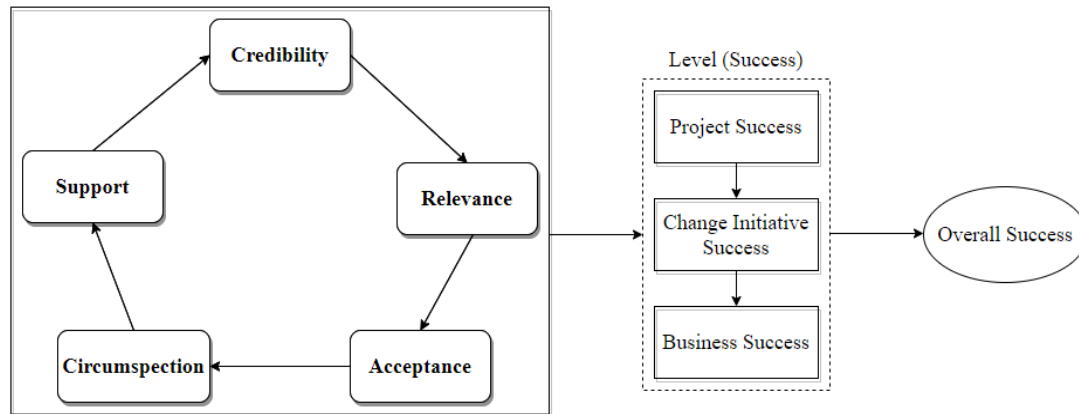 Credibility
Level (Success)
Project Success
Support
Relevance
Change Initiative
Success
Overall Success
Circumspection
Acceptance
Business Success